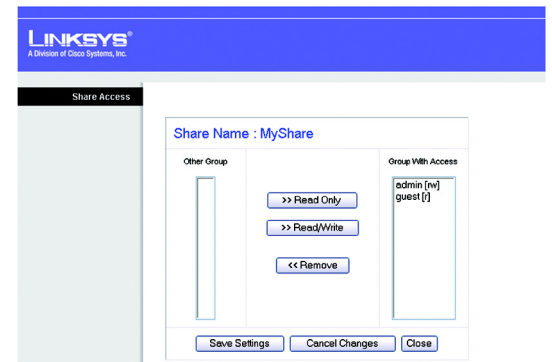 LINKSYS®
A Division of Cisco Systems, Inc.
Share Access
Share Name : MyShare
Other Group
Group With Access
admin [rw]
guest [r]
>> Read Only
>> Read/Write
<< Remove
Save Settings
Cancel Changes
Close